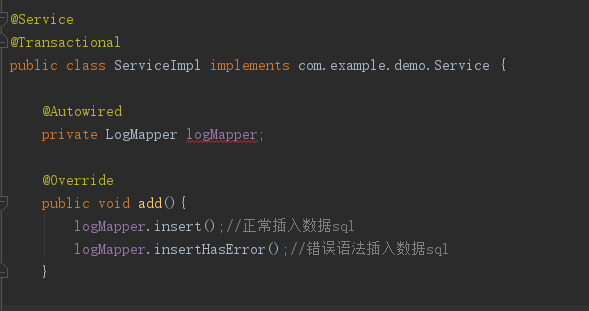 @Service
@Transactional
public class ServiceImpl implements com.example.demo.Service {
@Autowired
private LogMapper logMapper;
@Override
public void add(){
logMapper.insert();//正常插入数据sql
logMapper.insertHasError();//错误语法插入数据sql
}